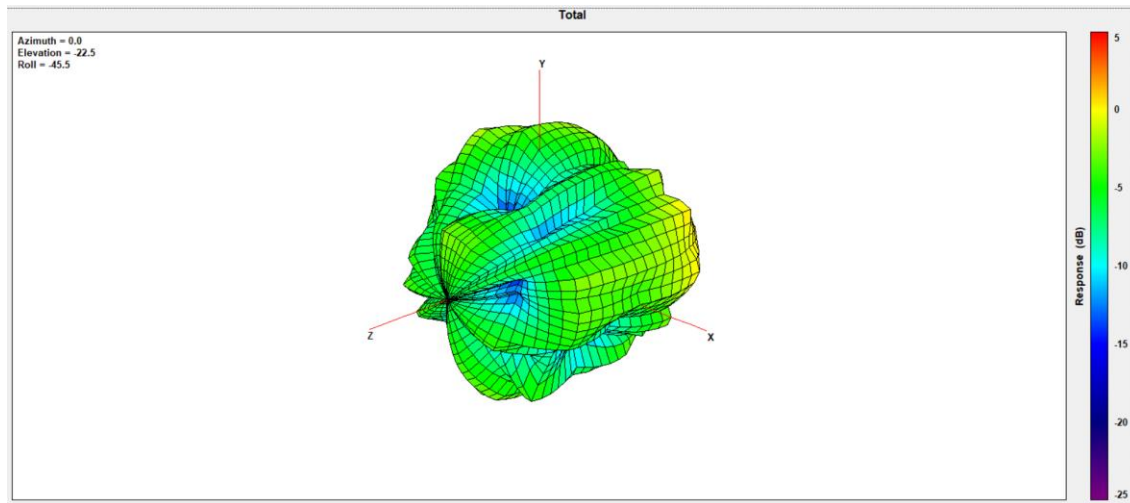 Total
Azimuth = 0.0
Elevation = -22.5
Roll = -45.5
Y
Z
X
5
0
-5
-10
-15
-20
-25
Response (dB)